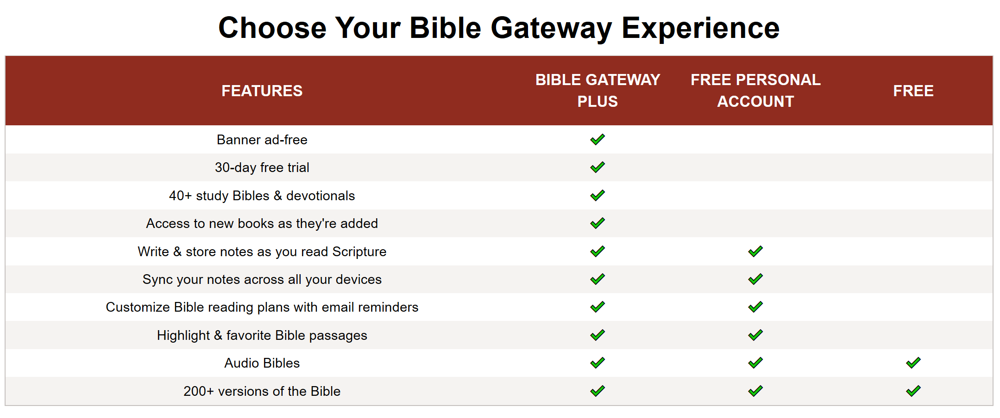 Choose Your Bible Gateway Experience
FEATURES
BIBLE GATEWAY
PLUS
FREE PERSONAL
ACCOUNT
FREE
Banner ad-free
30-day free trial
40+ study Bibles & devotionals
Access to new books as they're added
Write & store notes as you read Scripture
Sync your notes across all your devices
Customize Bible reading plans with email reminders
Highlight & favorite Bible passages
Audio Bibles
200+ versions of the Bible